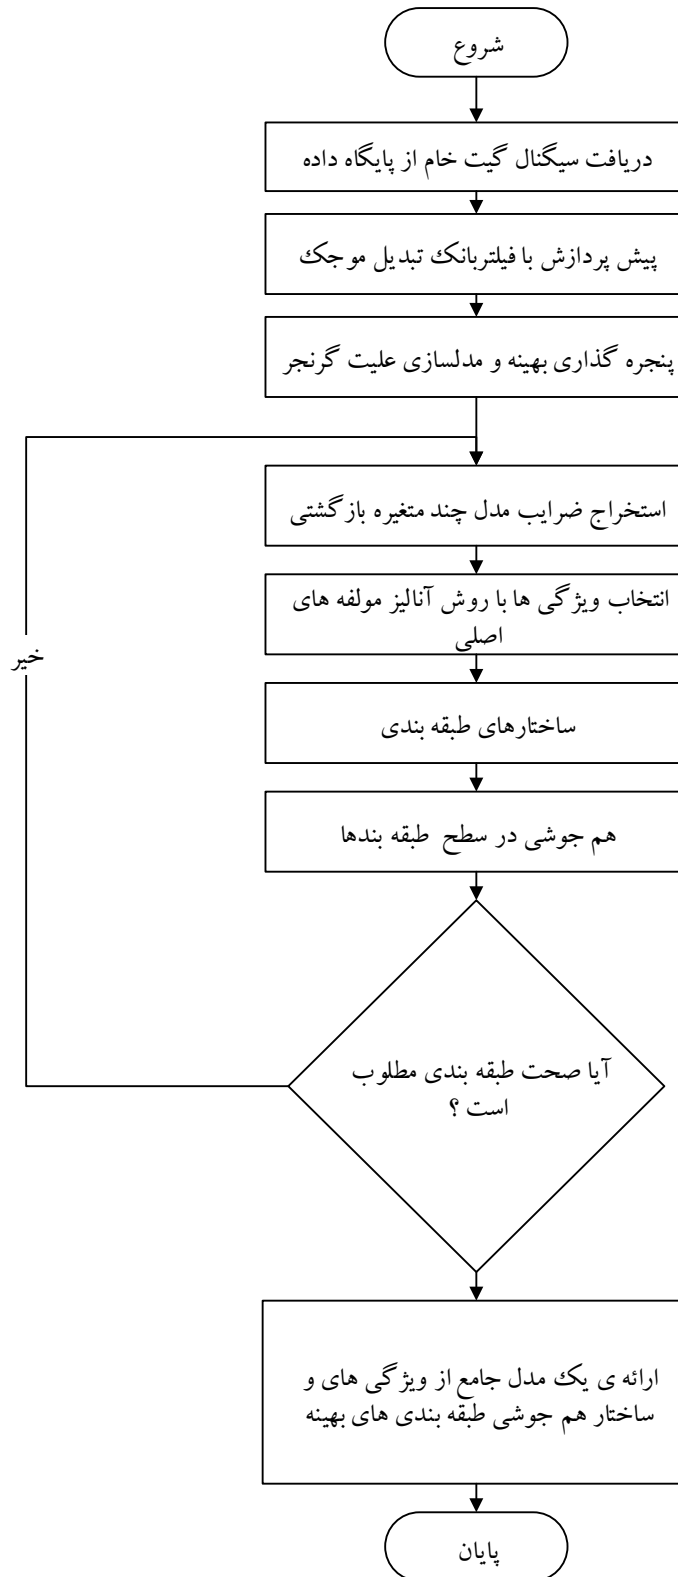 شروع
دریافت سیگنال گیت خام از پایگاه داده
پیش پردازش با فیلتربانک تبدیل موجک
پنجره گذاری بهینه و مدلسازی علیت گرنجر
استخراج ضرایب مدل چند متغیره بازگشتی
انتخاب ویژگی ها با روش آنالیز مولفه های
اصلی
خیر
ساختارهای طبقه بندی
هم جوشی در سطح طبقه بندها
آیا صحت طبقه بندی مطلوب
است ؟
ارائه ی یک مدل جامع از ویژگی های و
ساختار هم جوشی طبقه بندی های بهینه
پایان